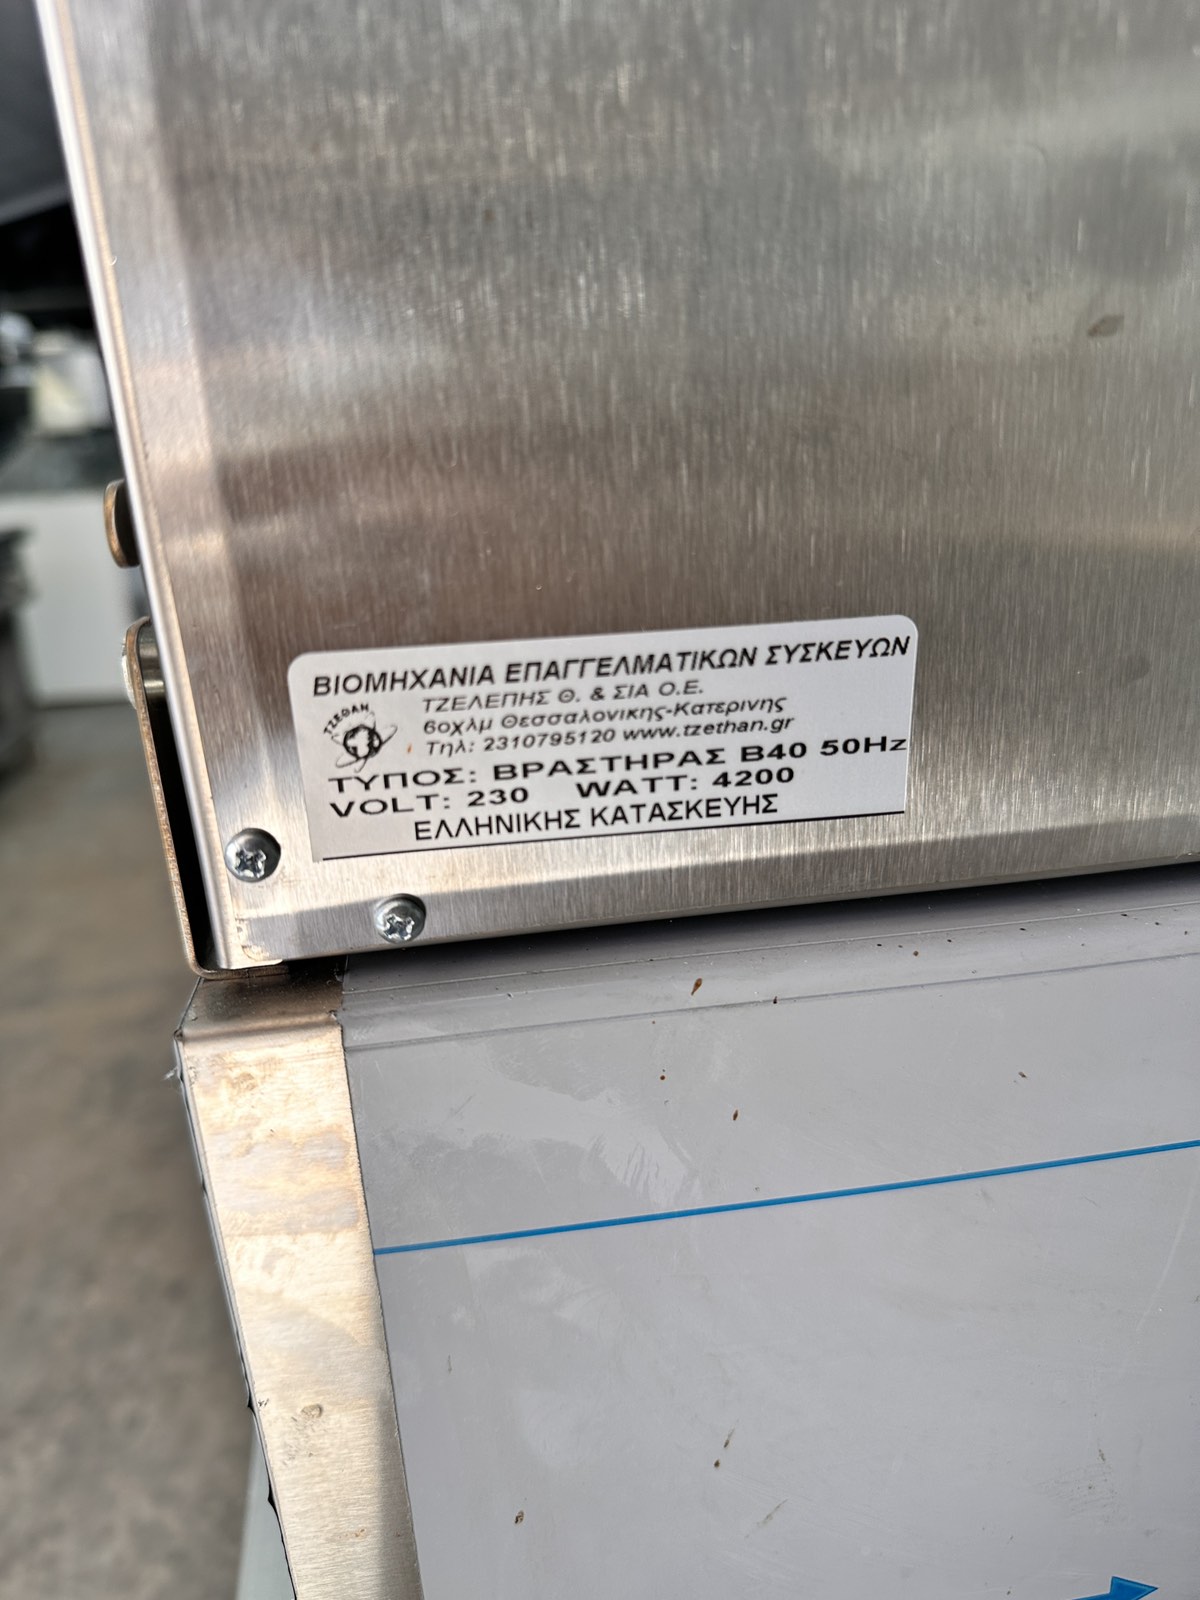 ΒΙΟΜΗΧΑΝΙΑ ΕΠΑΓΓΕΛΜΑΤΙΚΩΝ ΣΥΣΚΕΥΩΝ
ΤΖΕΛΕΠΗΣ Θ. & ΣΙΑ Ο.Ε.
ΤΖΕΘΑΝ
6οχλμ Θεσσαλονικης-Κατερινης
Τηλ: 2310795120 www.tzethan.gr
ΤΥΠΟΣ: ΒΡΑΣΤΗΡΑΣ Β40 50Hz
VOLT: 230 WATT: 4200
ΕΛΛΗΝΙΚΗΣ ΚΑΤΑΣΚΕΥΗΣ